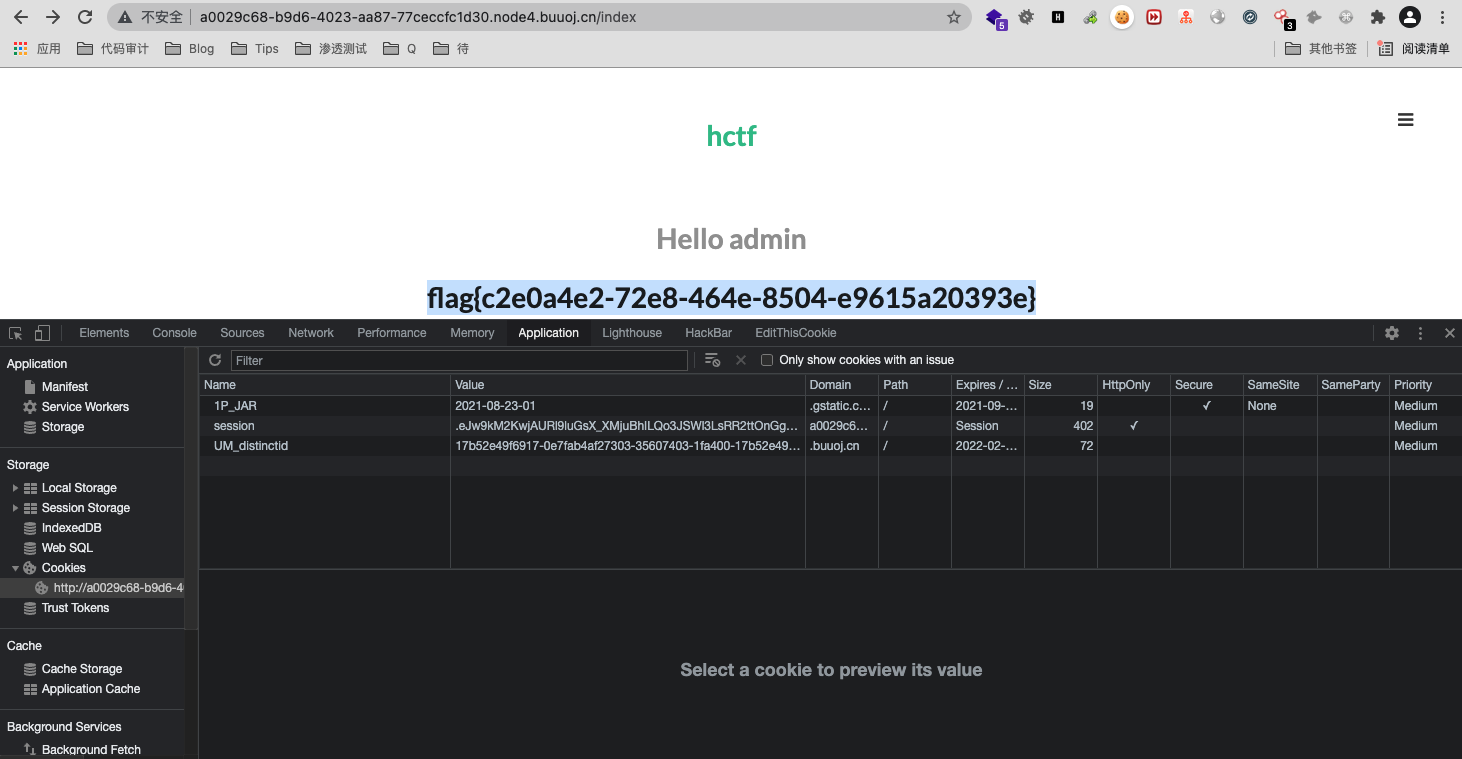 不安全 a0029c68-b9d6-4023-aa87-77ceccfc1d30.node4.buuoj.cn/index 5 H 3
应用 代码审计 Blog Tips 渗透测试 Q 待 其他书签 阅读清单
hctf
Hello admin
flag{c2e0a4e2-72e8-464e-8504-e9615a20393e}
Elements Console Sources Network Performance Memory Application Lighthouse HackBar EditThisCookie
Application
Manifest
Service Workers
Storage
Storage
Local Storage
Session Storage
IndexedDB
Web SQL
Cookies
http://a0029c68-b9d6-4
Trust Tokens
Cache
Cache Storage
Application Cache
Background Services
Background Fetch
Filter Only show cookies with an issue
Name Value Domain Path Expires / ... Size HttpOnly Secure SameSite SameParty Priority
1P_JAR 2021-08-23-01 .gstatic.c... / 2021-09-... 19 ✓ None Medium
session a0029c6... / Session 402 ✓ Medium
UM_distinctid 17b52e49f6917-0e7fab4af27303-35607403-1fa400-17b52e49... .buuoj.cn / 2022-02-... 72 Medium
Select a cookie to preview its value